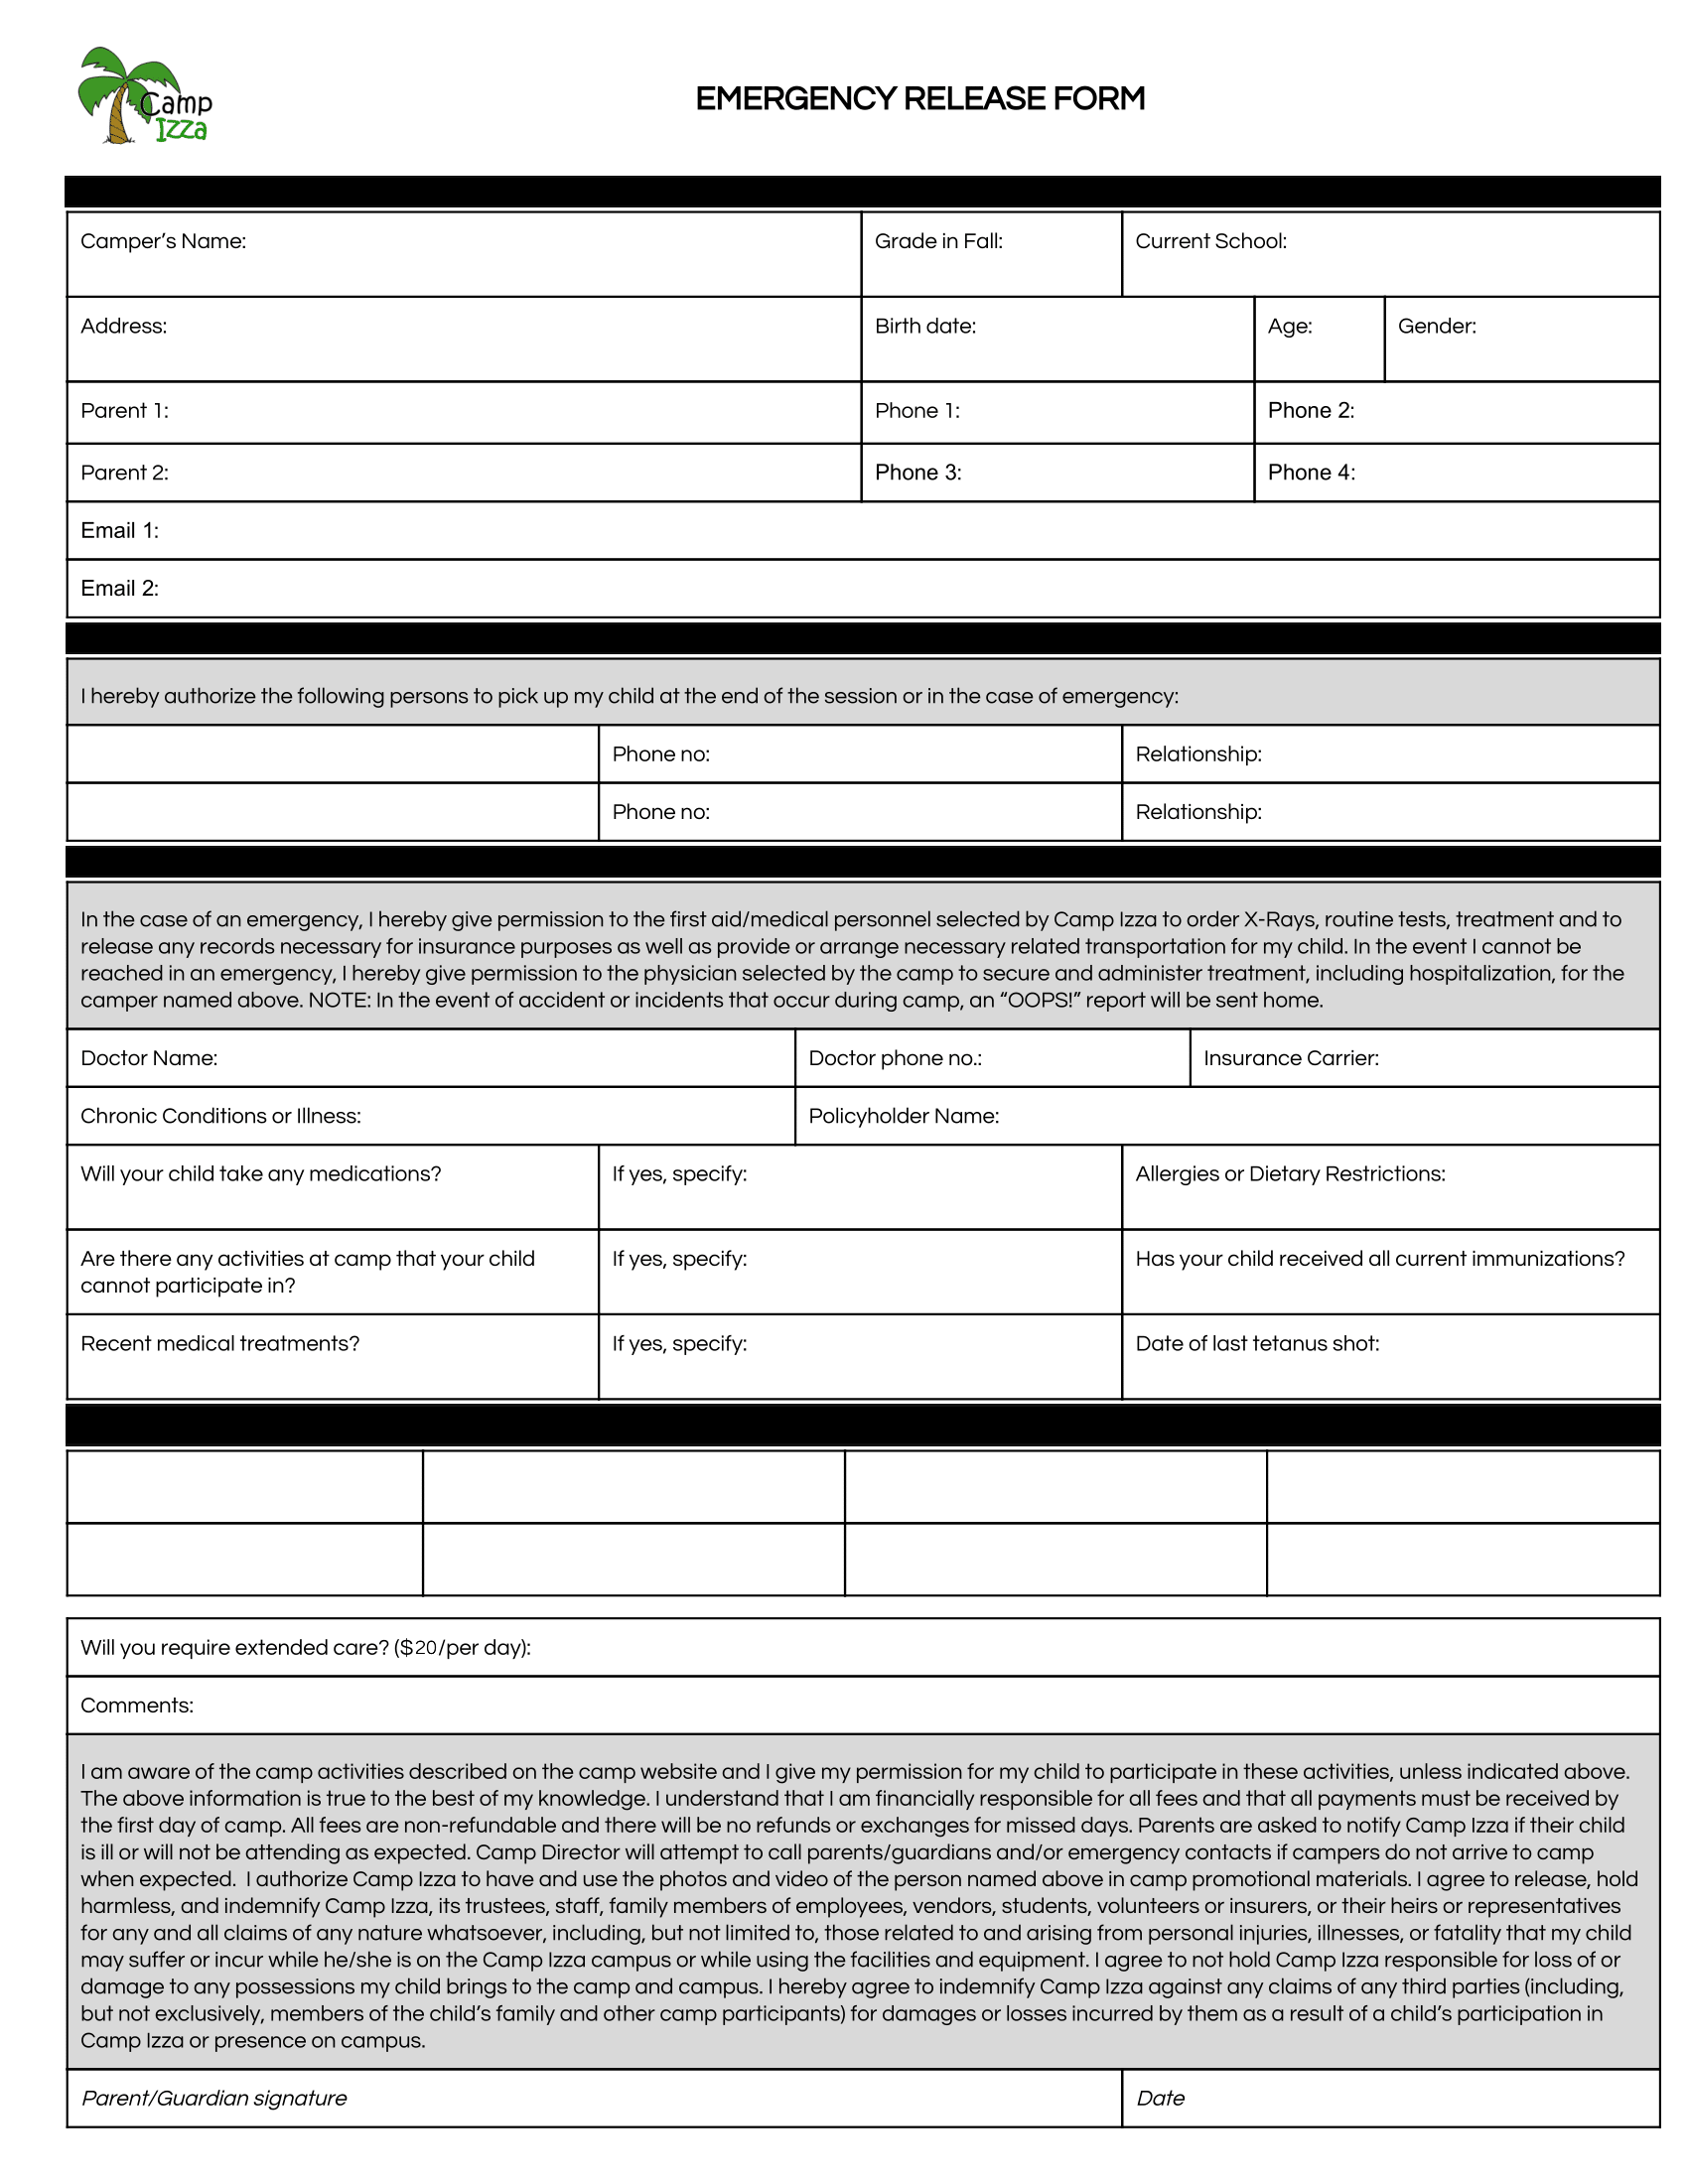 Camp
Izza
EMERGENCY RELEASE FORM
Camper's Name:
Grade in Fall:
Current School:
Address:
Birth date:
Age:
Gender:
Parent 1:
Phone 1:
Phone 2:
Parent 2:
Phone 3:
Phone 4:
Email 1:
Email 2:
I hereby authorize the following persons to pick up my child at the end of the session or in the case of emergency:
Phone no:
Relationship:
Phone no:
Relationship:
In the case of an emergency, I hereby give permission to the first aid/medical personnel selected by Camp Izza to order X-Rays, routine tests, treatment and to
release any records necessary for insurance purposes as well as provide or arrange necessary related transportation for my child. In the event I cannot be
reached in an emergency, I hereby give permission to the physician selected by the camp to secure and administer treatment, including hospitalization, for the
camper named above. NOTE: In the event of accident or incidents that occur during camp, an “OOPS!” report will be sent home.
Doctor Name:
Doctor phone no.:
Insurance Carrier:
Chronic Conditions or Illness:
Policyholder Name:
Will your child take any medications?
If yes, specify:
Allergies or Dietary Restrictions:
Are there any activities at camp that your child
cannot participate in?
If yes, specify:
Has your child received all current immunizations?
Recent medical treatments?
If yes, specify:
Date of last tetanus shot:
Will you require extended care? ($20/per day):
Comments:
I am aware of the camp activities described on the camp website and I give my permission for my child to participate in these activities, unless indicated above.
The above information is true to the best of my knowledge. I understand that I am financially responsible for all fees and that all payments must be received by
the first day of camp. All fees are non-refundable and there will be no refunds or exchanges for missed days. Parents are asked to notify Camp Izza if their child
is ill or will not be attending as expected. Camp Director will attempt to call parents/guardians and/or emergency contacts if campers do not arrive to camp
when expected.  I authorize Camp Izza to have and use the photos and video of the person named above in camp promotional materials. I agree to release, hold
harmless, and indemnify Camp Izza, its trustees, staff, family members of employees, vendors, students, volunteers or insurers, or their heirs or representatives
for any and all claims of any nature whatsoever, including, but not limited to, those related to and arising from personal injuries, illnesses, or fatality that my child
may suffer or incur while he/she is on the Camp Izza campus or while using the facilities and equipment. I agree to not hold Camp Izza responsible for loss of or
damage to any possessions my child brings to the camp and campus. I hereby agree to indemnify Camp Izza against any claims of any third parties (including,
but not exclusively, members of the child's family and other camp participants) for damages or losses incurred by them as a result of a child's participation in
Camp Izza or presence on campus.
Parent/Guardian signature
Date